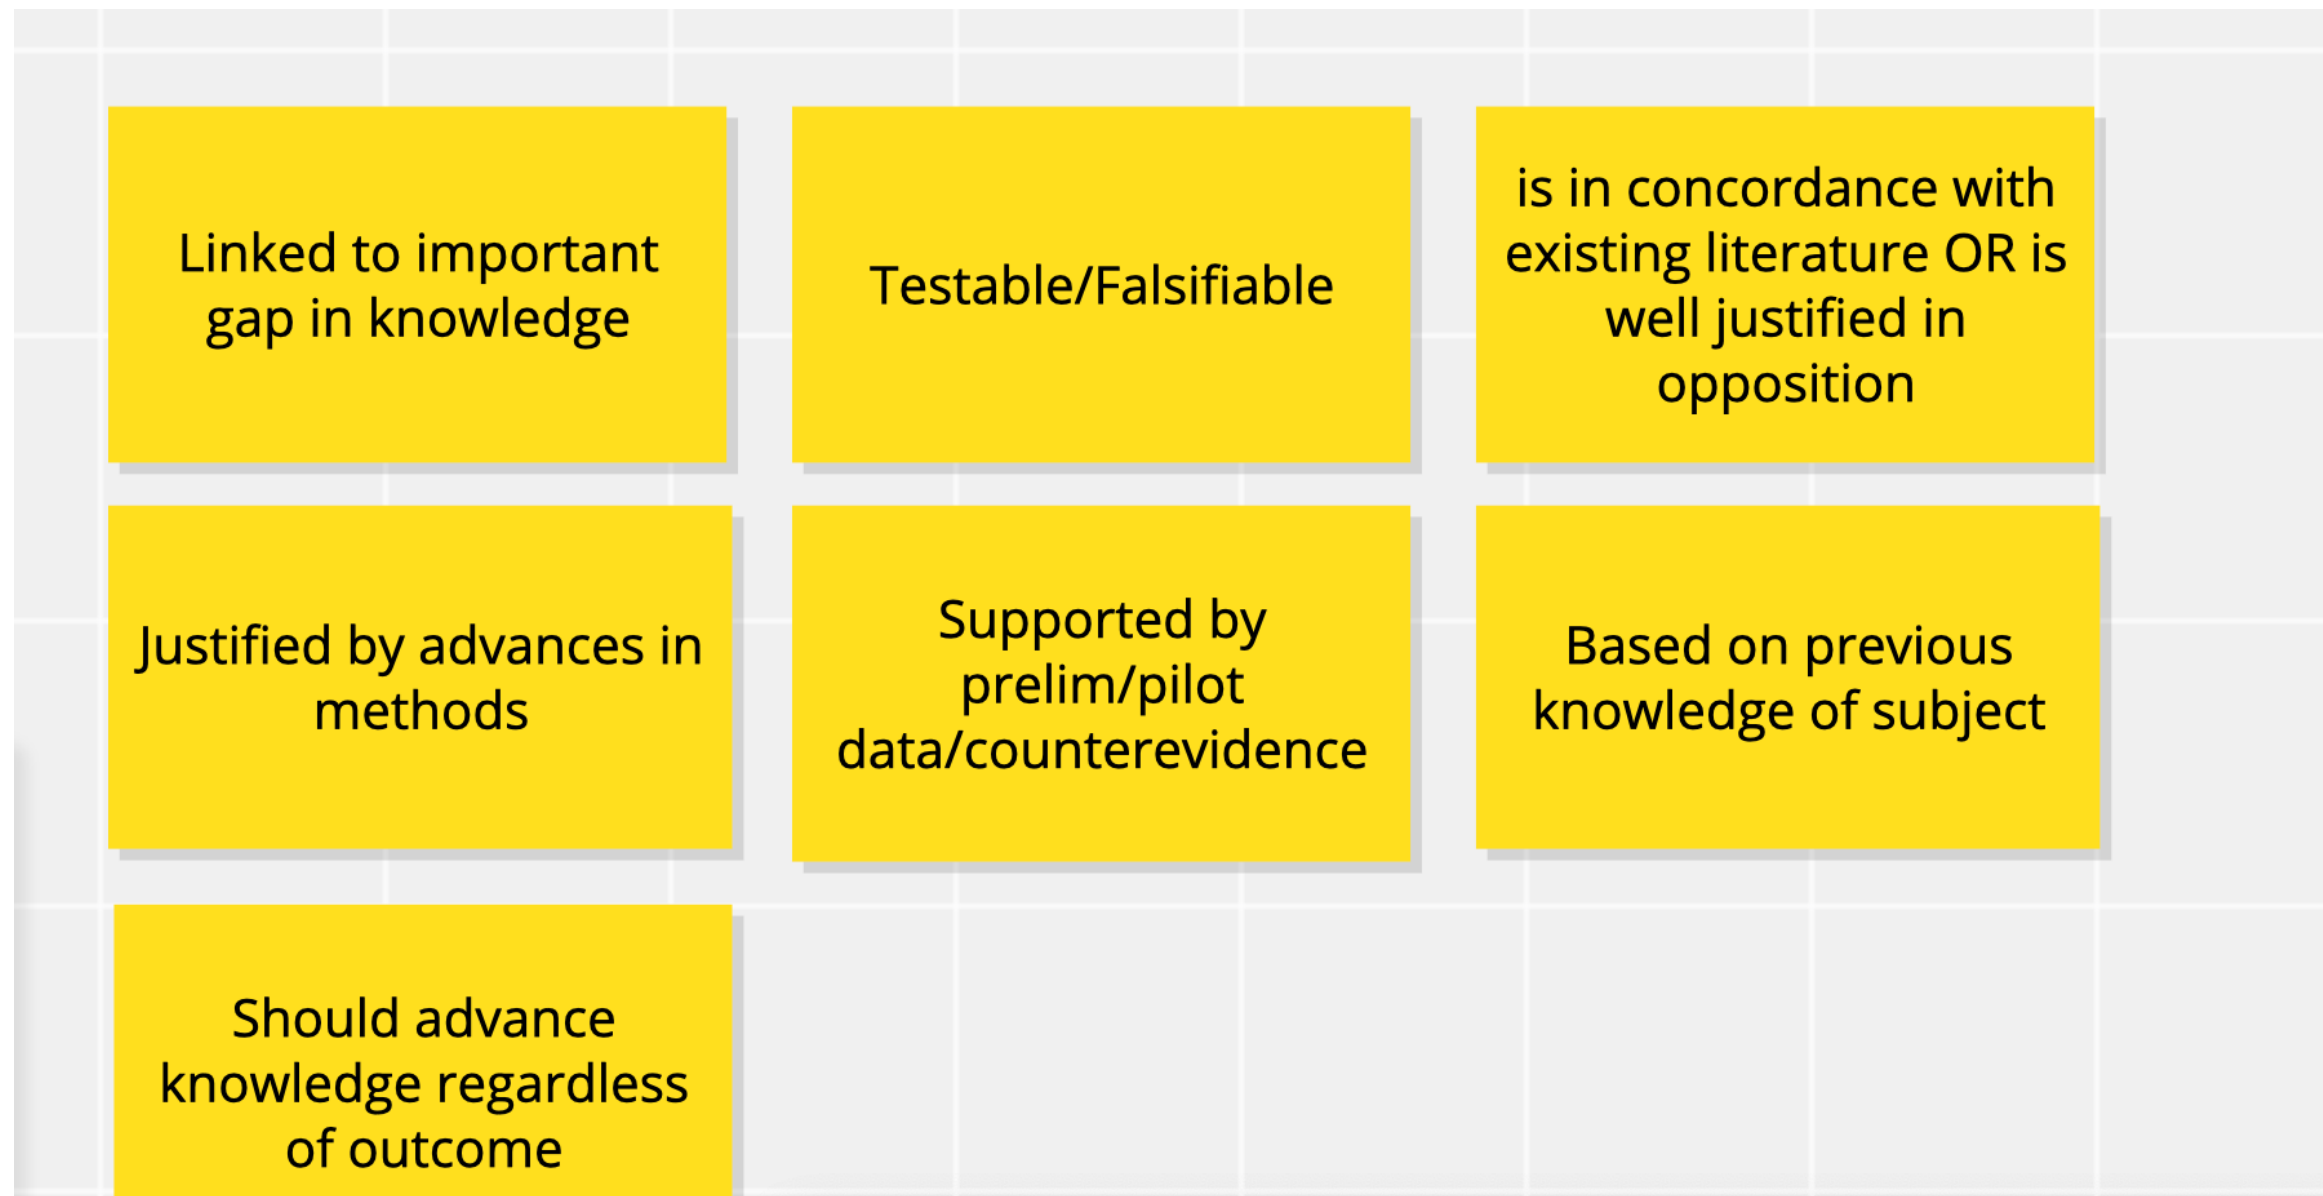 Linked to important
gap in knowledge
Testable/Falsifiable
is in concordance with
existing literature OR is
well justified in
opposition
Justified by advances in
methods
Supported by
prelim/pilot
data/counterevidence
Based on previous
knowledge of subject
Should advance
knowledge regardless
of outcome